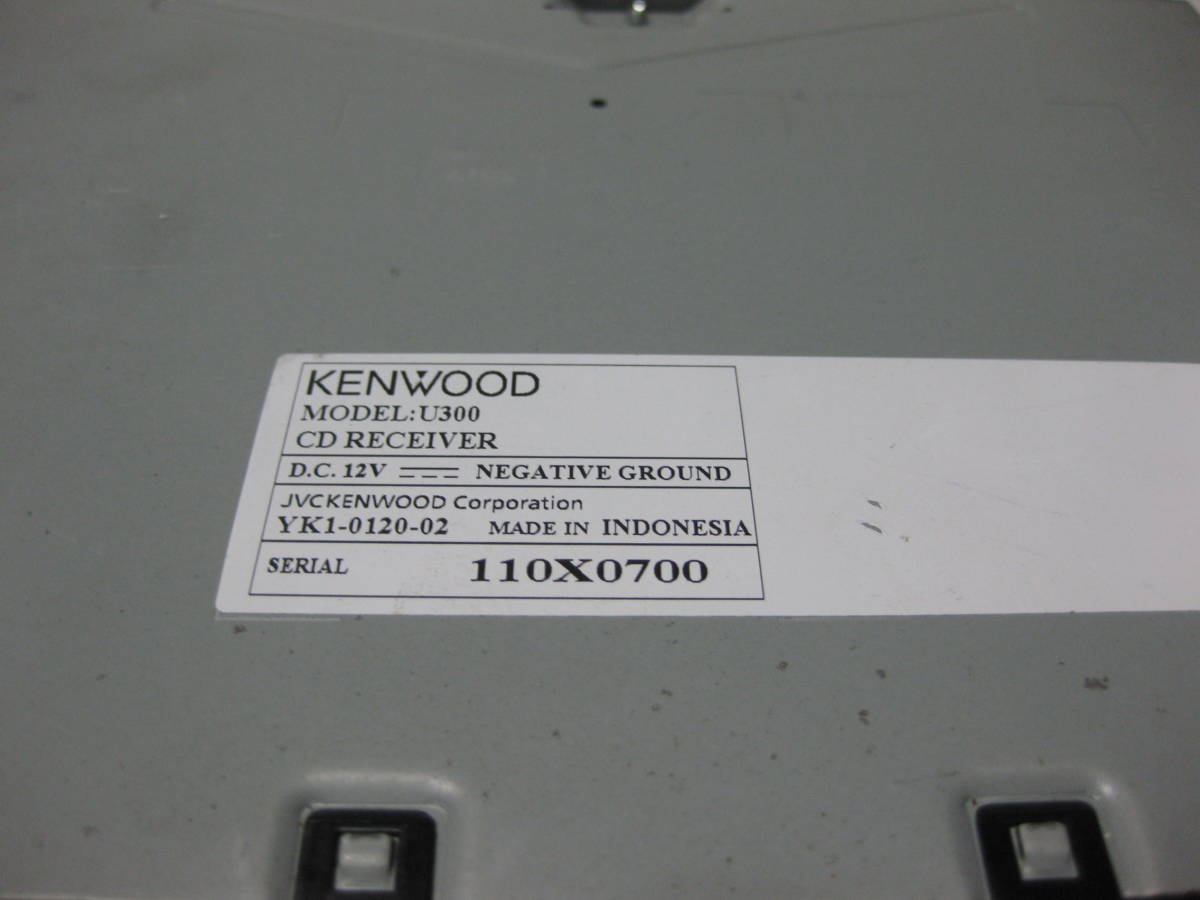 KENWOOD
MODEL:U300
CD RECEIVER
D.C. 12V NEGATIVE GROUND
JVCKENWOOD Corporation
YK1-0120-02 MADE IN INDONESIA
SERIAL 110X0700